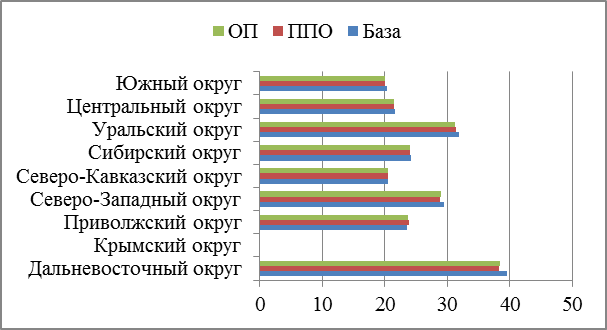 ОП ППО База
Южный округ
Центральный округ
Уральский округ
Сибирский округ
Северо-Кавказский округ
Северо-Западный округ
Приволжский округ
Крымский округ
Дальневосточный округ
0 10 20 30 40 50